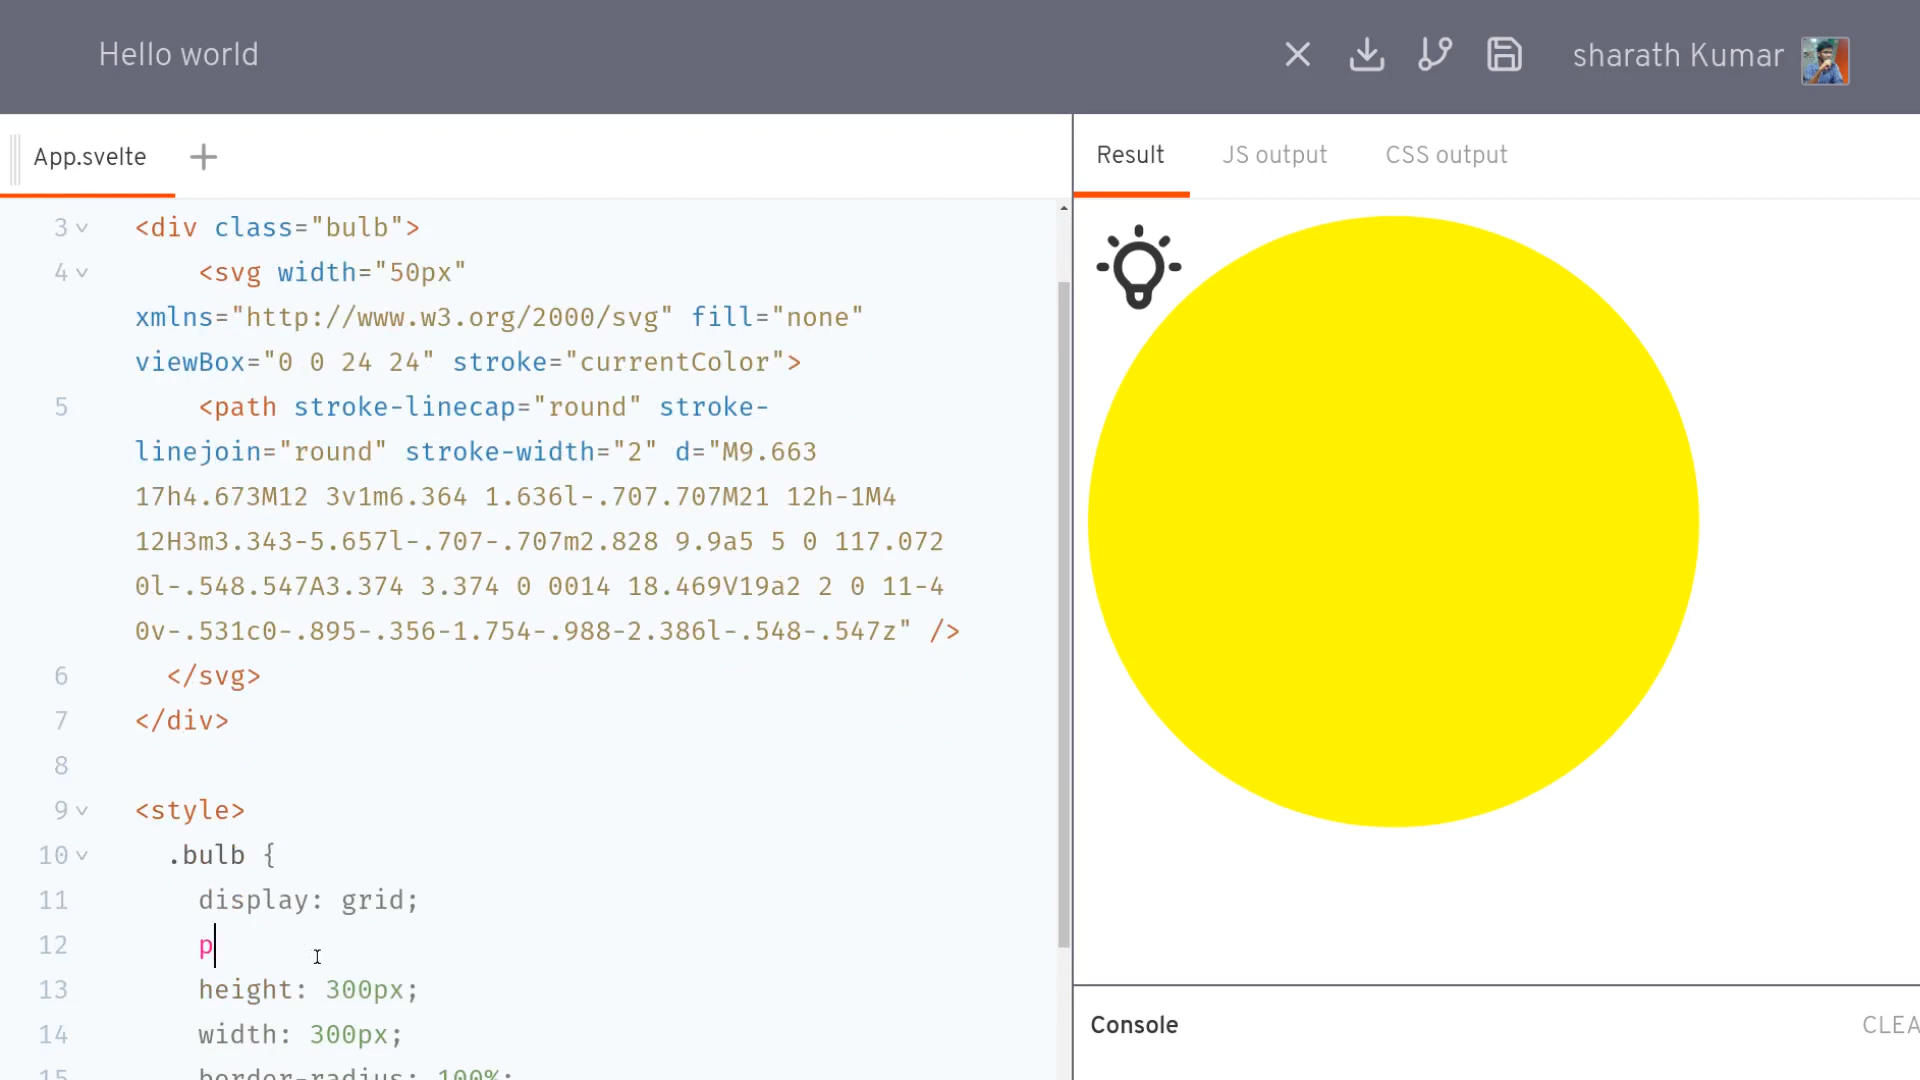 Hello world
sharath Kumar
App.svelte
Result
JS output
CSS output
3 <div class="bulb">
4 <svg width="50px"
xmlns="http://www.w3.org/2000/svg" fill="none"
viewBox="0 0 24 24" stroke="currentColor">
5 <path stroke-linecap="round" stroke-
linejoin="round" stroke-width="2" d="M9.663
17h4.673M12 3v1m6.364 1.636l-.707.707M21 12h-1M4
12H3m3.343-5.657l-.707-.707m2.828 9.9a5 5 0 117.072
0l-.548.547A3.374 3.374 0 0014 18.469V19a2 2 0 11-4
0v-.531c0-.895-.356-1.754-.988-2.386l-.548-.547z" />
6 </svg>
7 </div>
8
9 <style>
10 .bulb {
11 display: grid;
12 p
13 height: 300px;
14 width: 300px;
15 border-radius: 100%;
Console
CLEA